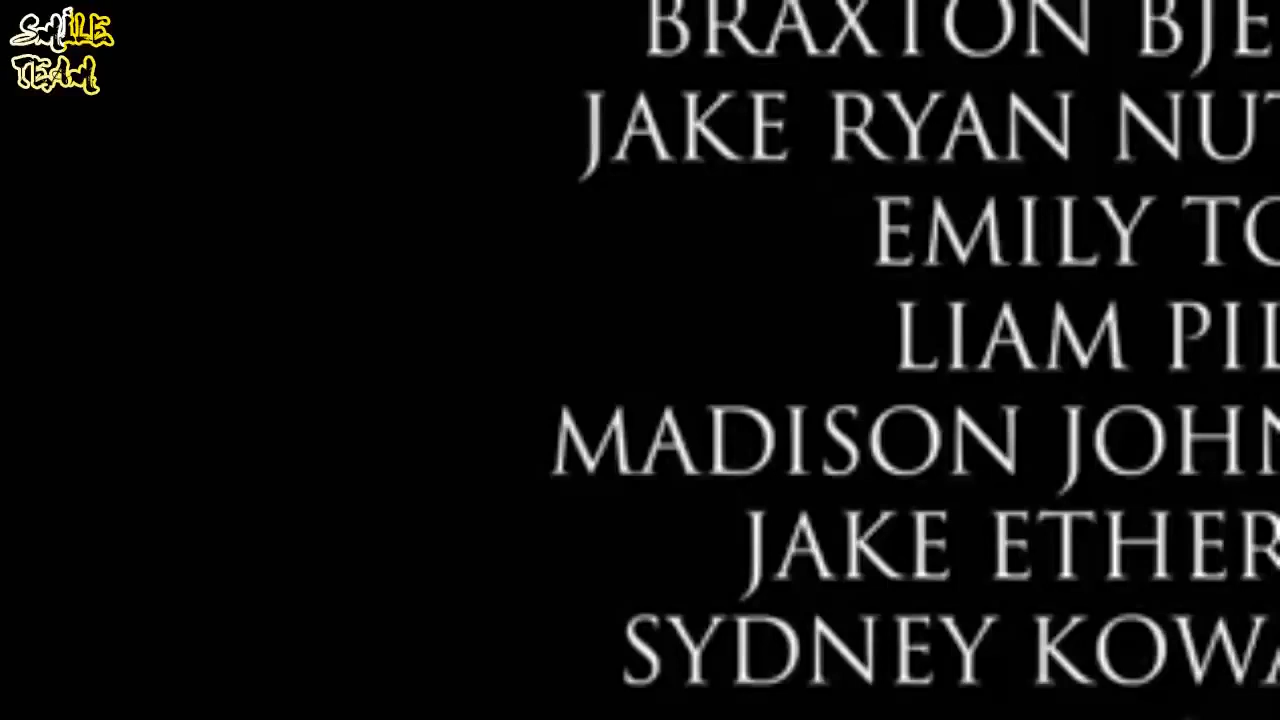 SMILE
TEAM
BRAXTON BJE
JAKE RYAN NUT
EMILY TO
LIAM PIL
MADISON JOHN
JAKE ETHER
SYDNEY KOWA